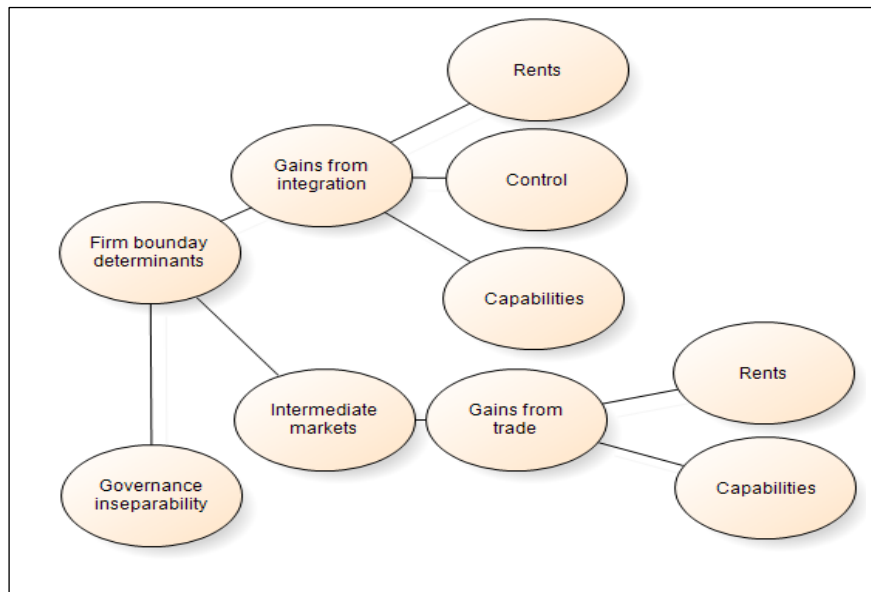 Rents
Gains from
integration
Control
Firm bounday
determinants
Capabilities
Rents
Intermediate
markets
Gains from
trade
Capabilities
Governance
inseparability